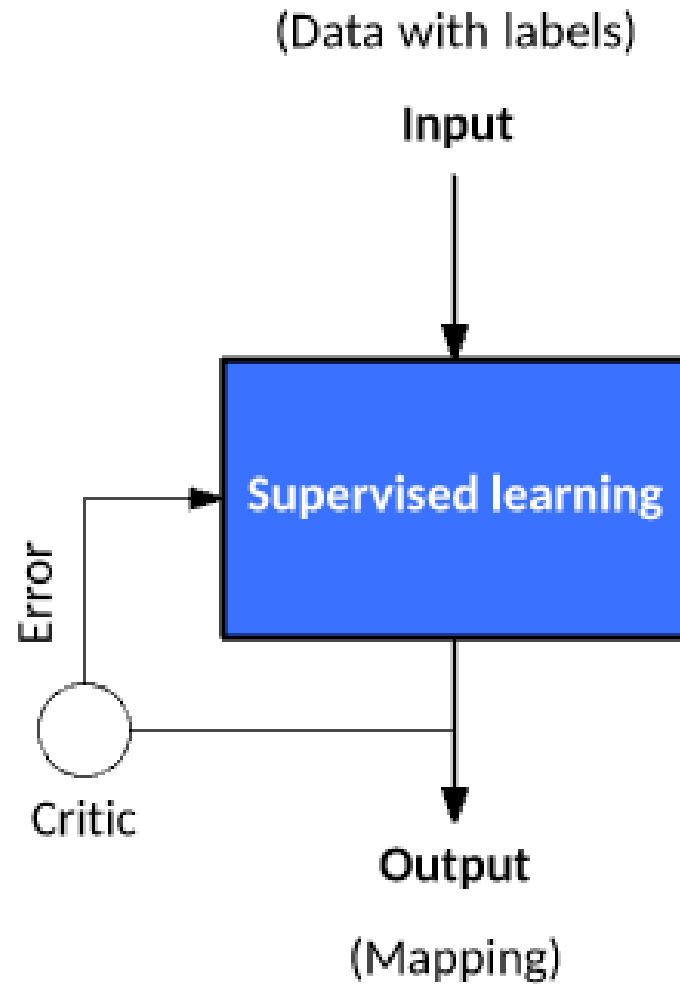 (Data with labels)
Input
Supervised learning
Error
Critic
Output
(Mapping)